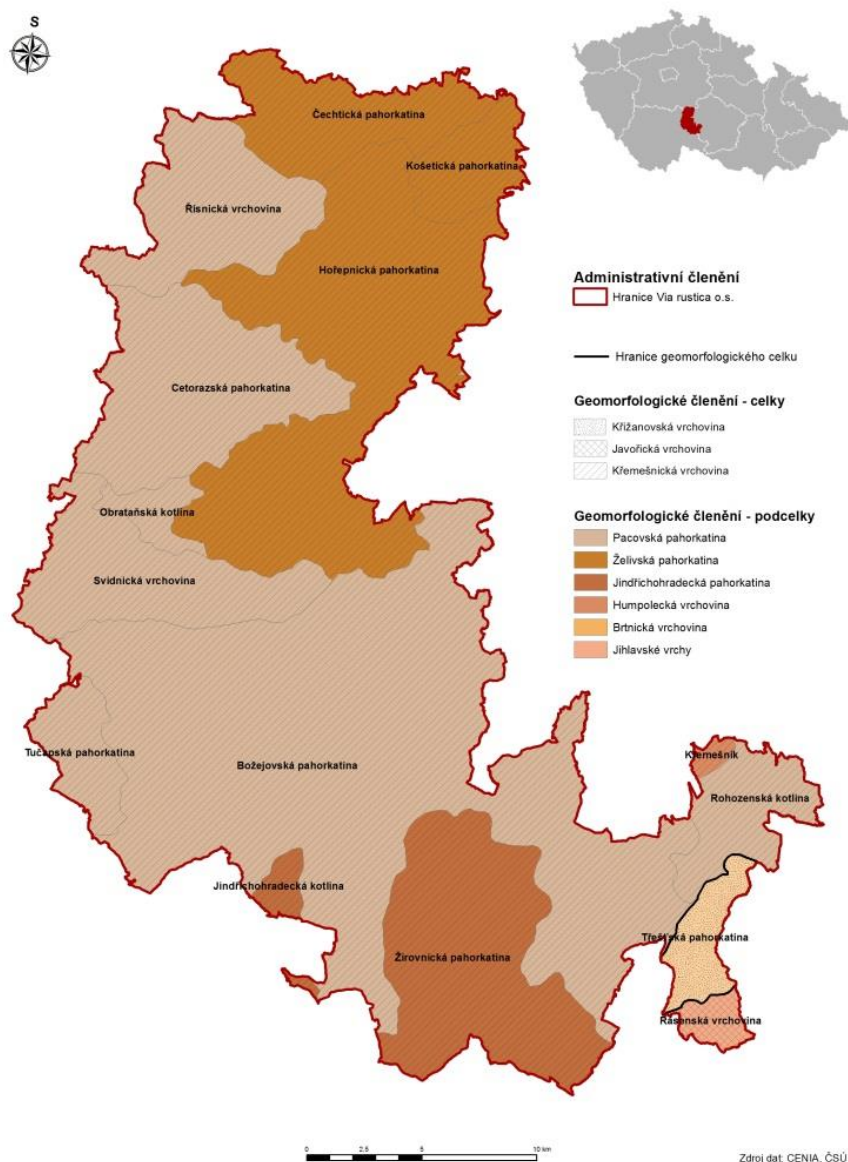 S
Čechtická pahorkatina
Košetická pahorkatina
Řísnická vrchovina
Hořepnická pahorkatina
Cetorazská pahorkatina
Obrataňská kotlina
Svidnická vrchovina
Tučapská pahorkatina
Božejovská pahorkatina
Křemešník
Rohozenská kotlina
Jindřichohradecká kotlina
Třešťská pahorkatina
Žirovnická pahorkatina
Řásenská vrchovina
Administrativní členění
Hranice Via rustica o.s.
Hranice geomorfologického celku
Geomorfologické členění - celky
Křižanovská vrchovina
Javořická vrchovina
Křemešnická vrchovina
Geomorfologické členění - podcelky
Pacovská pahorkatina
Želivská pahorkatina
Jindřichohradecká pahorkatina
Humpolecká vrchovina
Brtnická vrchovina
Jihlavské vrchy
0 2,5 5 10 km
Zdroj dat: CENIA, ČSÚ